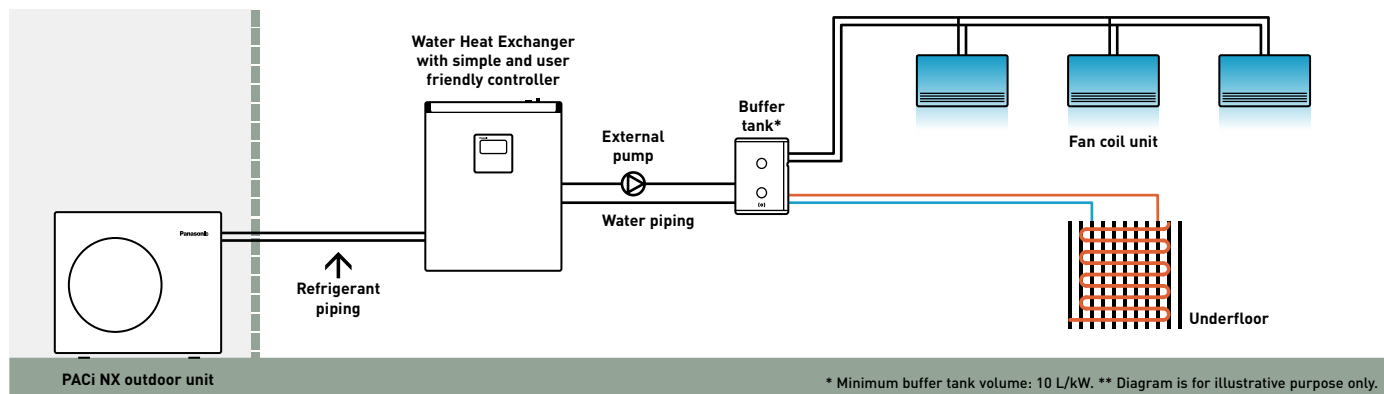 Water Heat Exchanger
with simple and user
friendly controller
Buffer
tank*
External
pump
Fan coil unit
Water piping
Panasonic
Refrigerant
piping
Underfloor
PACi NX outdoor unit
* Minimum buffer tank volume: 10 L/kW. ** Diagram is for illustrative purpose only.